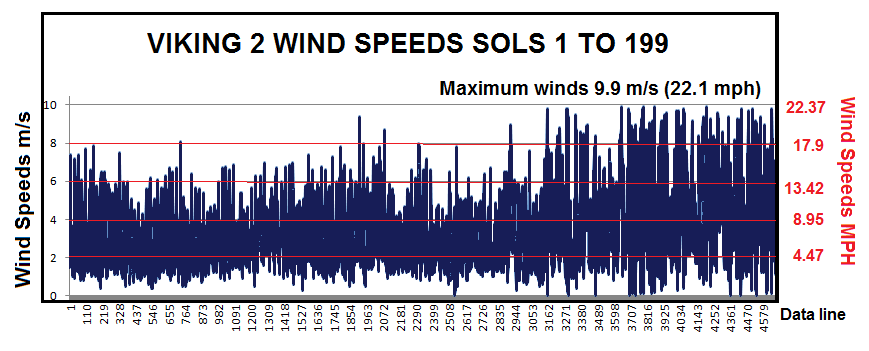 VIKING 2 WIND SPEEDS SOLS 1 TO 199
Maximum winds 9.9 m/s (22.1 mph)
Wind Speeds m/s
10
8
6
4
2
0
22.37
17.9
13.42
8.95
4.47
Wind Speeds MPH
1 110 219 328 437 546 655 764 873 982 1091 1200 1309 1418 1527 1636 1745 1854 1963 2072 2181 2290 2399 2508 2617 2726 2835 2944 3053 3162 3271 3380 3489 3598 3707 3816 3925 4034 4143 4252 4361 4470 4579
Data line